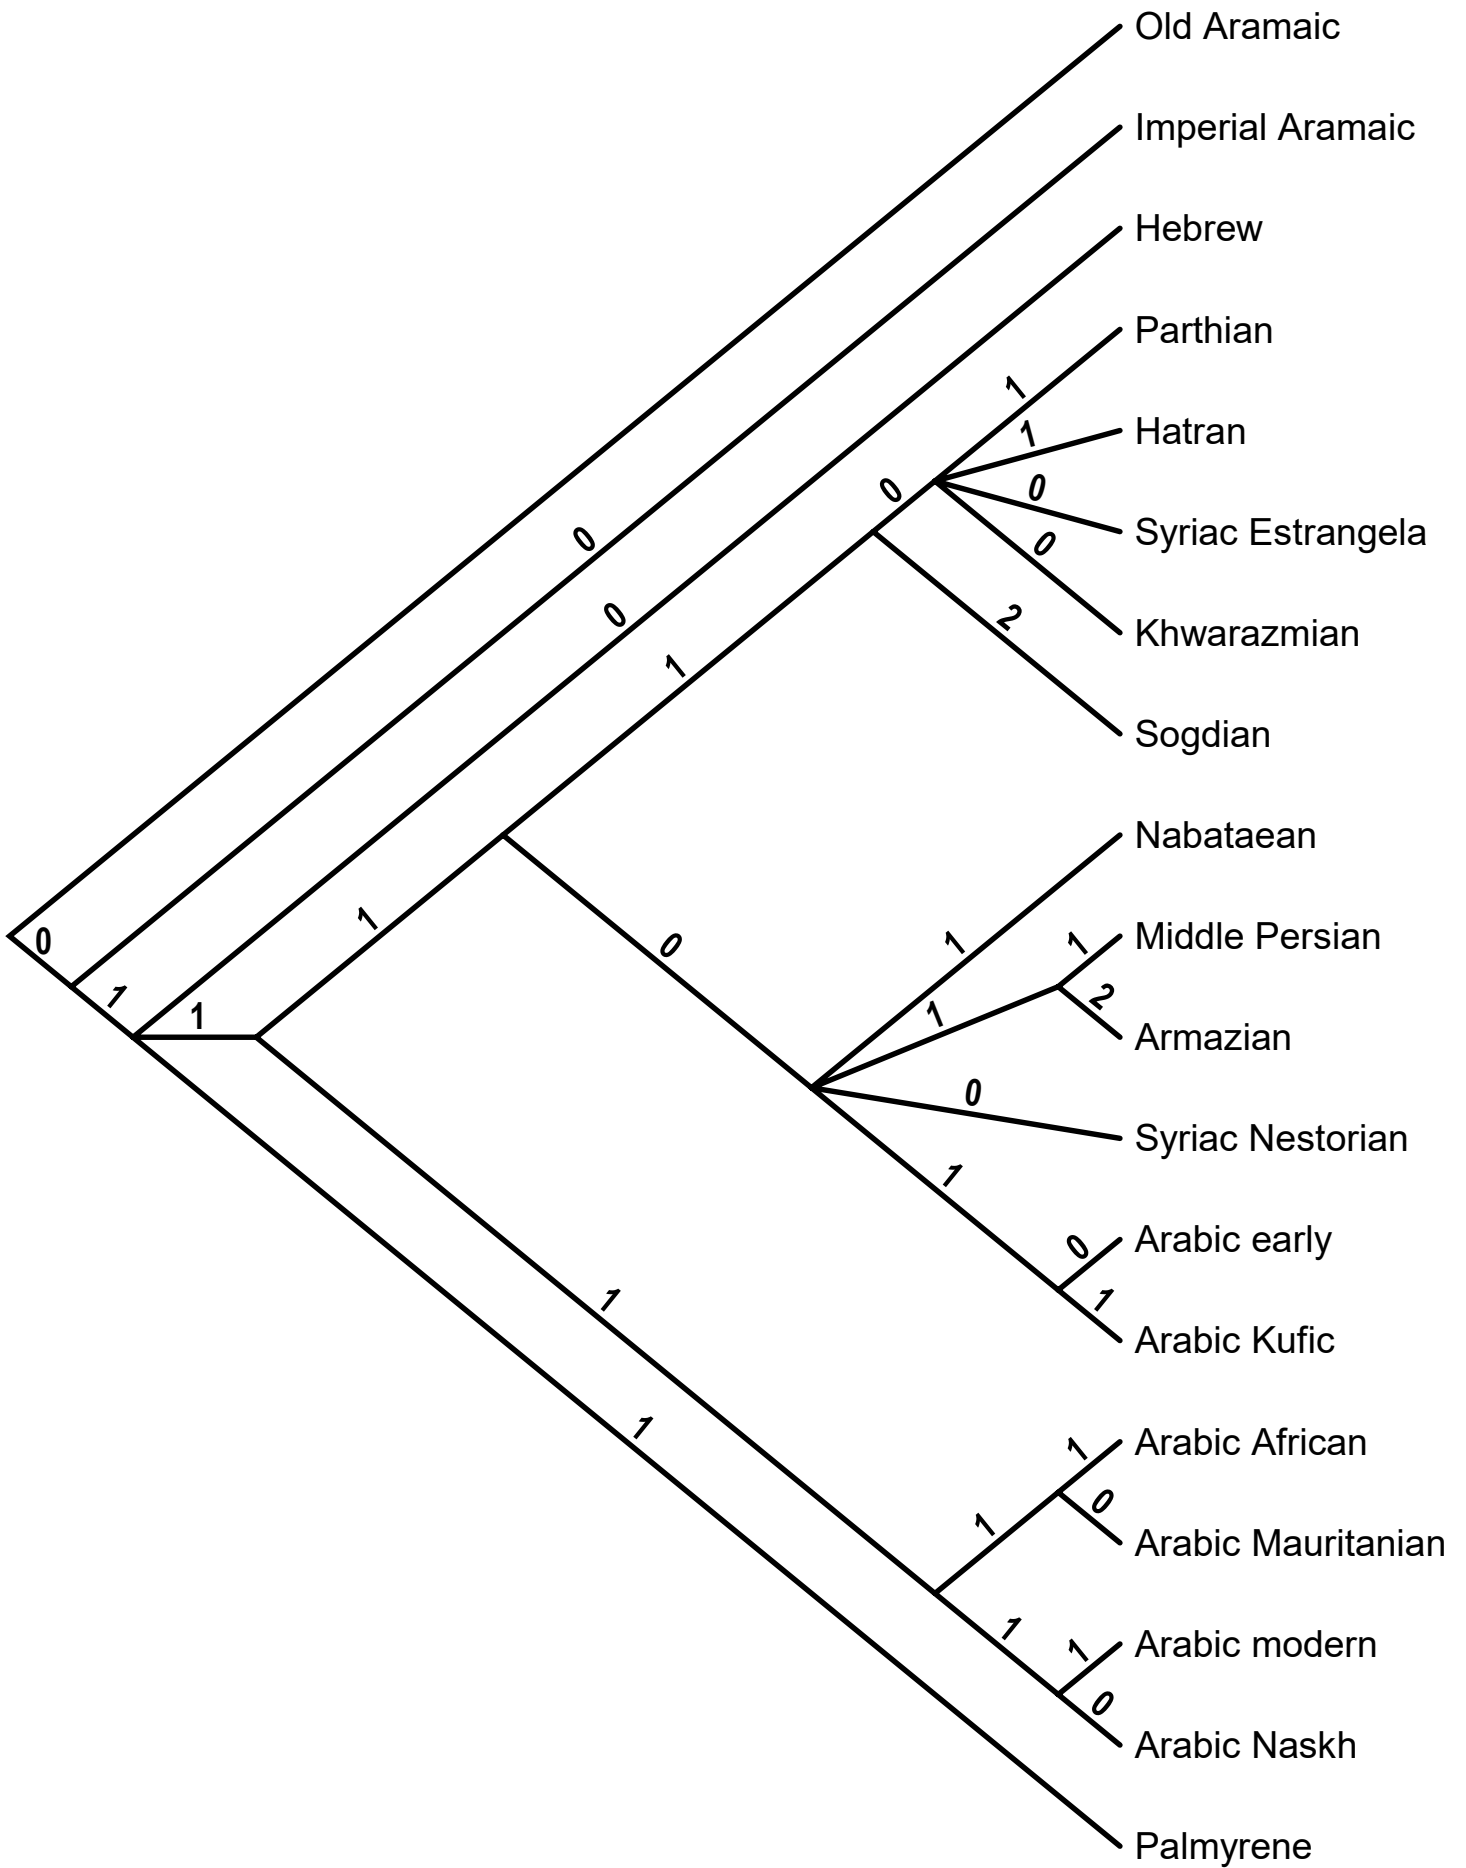 Old Aramaic
Imperial Aramaic
Hebrew
Parthian
1
Hatran
1
0
0
Syriac Estrangela
0
0
Khwarazmian
0
2
1
Sogdian
Nabataean
1
0
0
1
1
Middle Persian
2
1
1
1
Armazian
0
Syriac Nestorian
1
Arabic early
0
1
1
Arabic Kufic
1
1
Arabic African
0
1
Arabic Mauritanian
1
1
Arabic modern
0
Arabic Naskh
Palmyrene